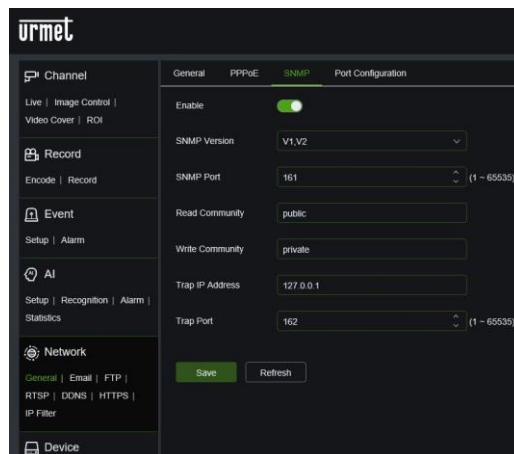 urmet
Channel
Live | Image Control |
Video Cover | ROI
Record
Encode | Record
Event
Setup | Alarm
AI
Setup | Recognition | Alarm |
Statistics
Network
General | Email | FTP |
RTSP | DDNS | HTTPS |
IP Filter
Device
General PPPoE SNMP Port Configuration
Enable
SNMP Version V1,V2
SNMP Port 161 (1 ~ 65535)
Read Community public
Write Community private
Trap IP Address 127.0.0.1
Trap Port 162 (1 ~ 65535)
Save Refresh